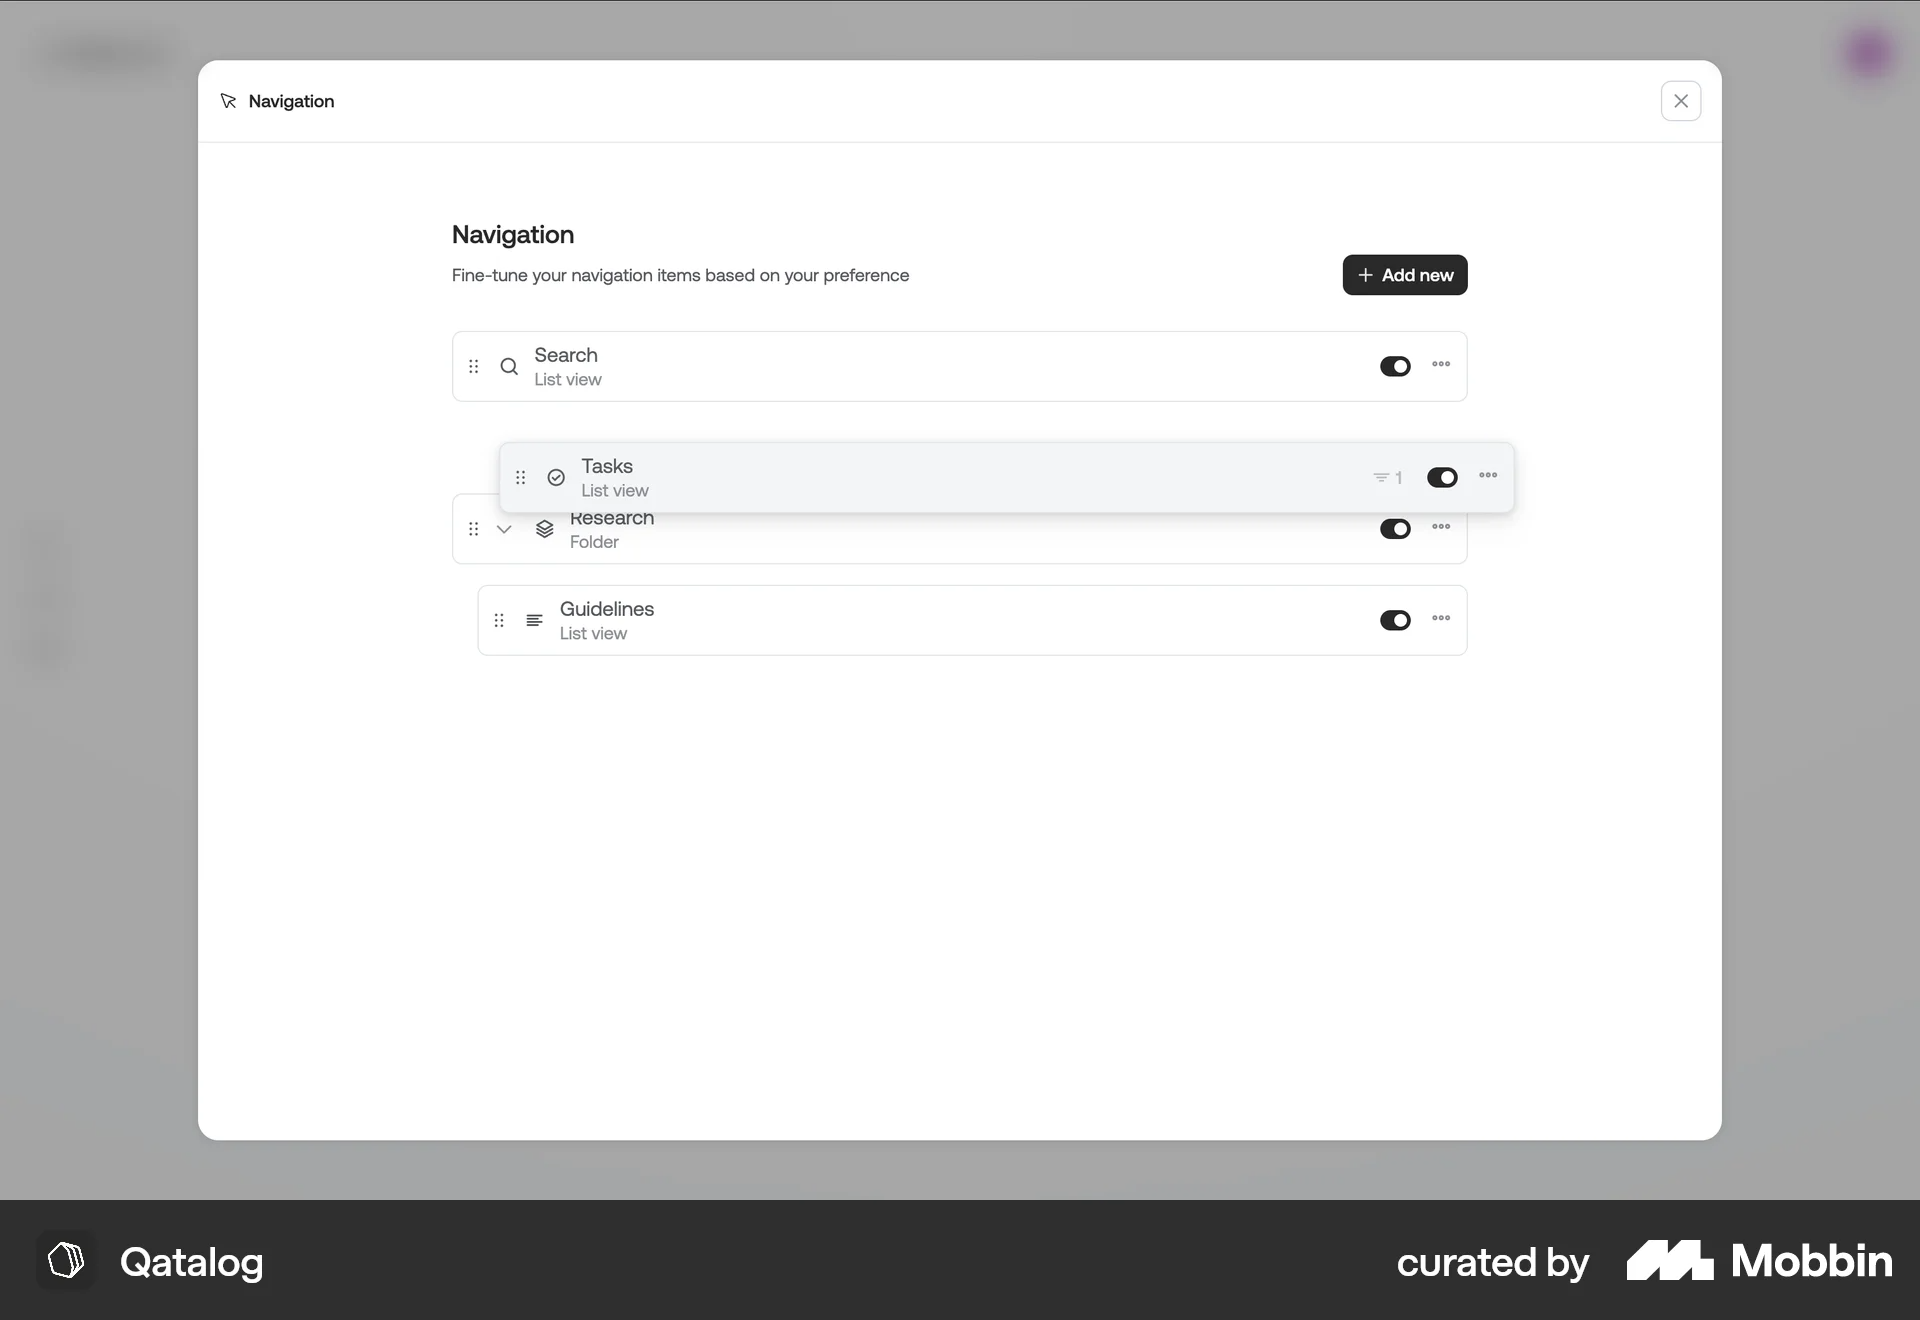 Navigation
Navigation
Fine-tune your navigation items based on your preference
Add new
Search
List view
Tasks
List view
1
Research
Folder
Guidelines
List view
Qatalog
curated by
Mobbin